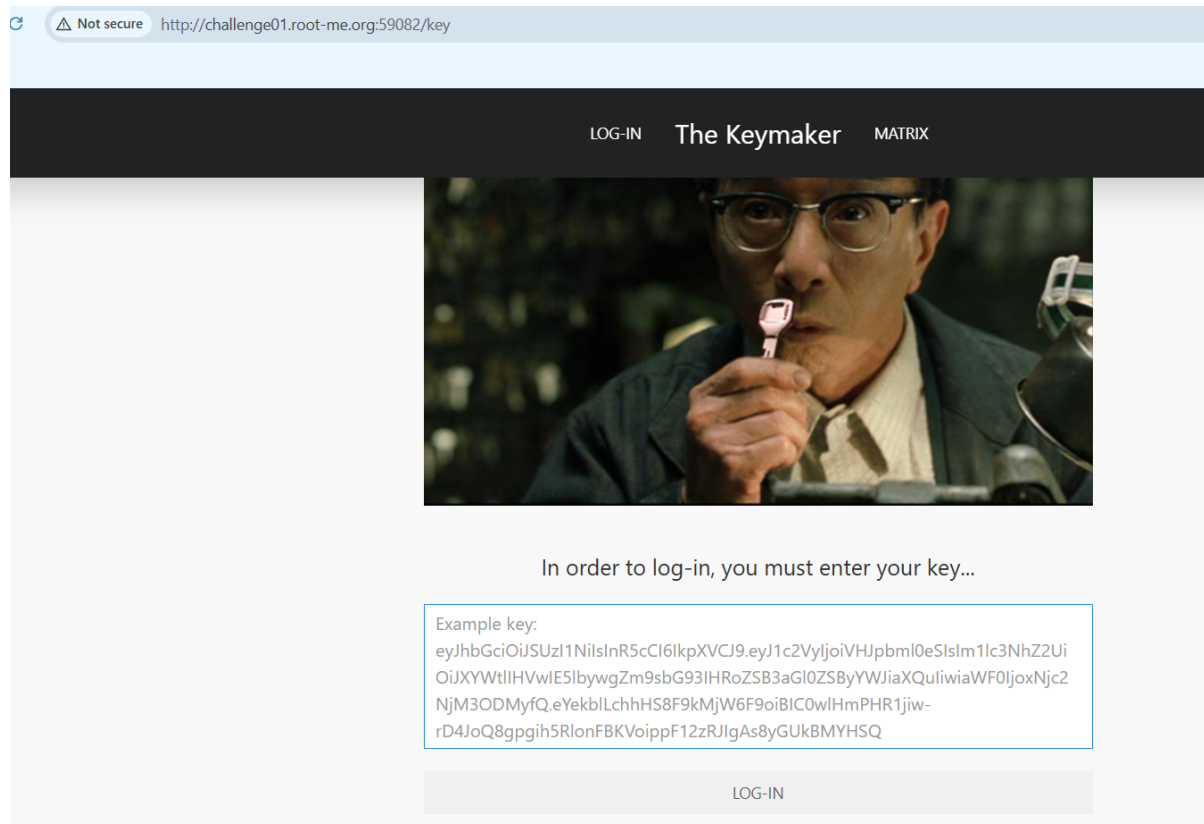 Not secure http://challenge01.root-me.org:59082/key
LOG-IN The Keymaker MATRIX
In order to log-in, you must enter your key...
Example key:
eyJhbGciOiJSUzI1NiIsInR5cCI6IkpXVCJ9.eyJ1c2VyIjoiVHJpbml0eSIsIm1lc3NhZ2Ui
OiJXYWtlIHVwIE5lbywgZm9sbG93IHRoZSB3aGl0ZSByYWJiaXQuIiwiaWF0IjoxNjc2
NjM3ODMyfQ.eYekblLchhHS8F9kMjW6F9oiBIC0wlHmPHR1jiw-
rD4JoQ8gpgih5RlonFBKVoippF12zRJIgAs8yGUkBMYHSQ
LOG-IN